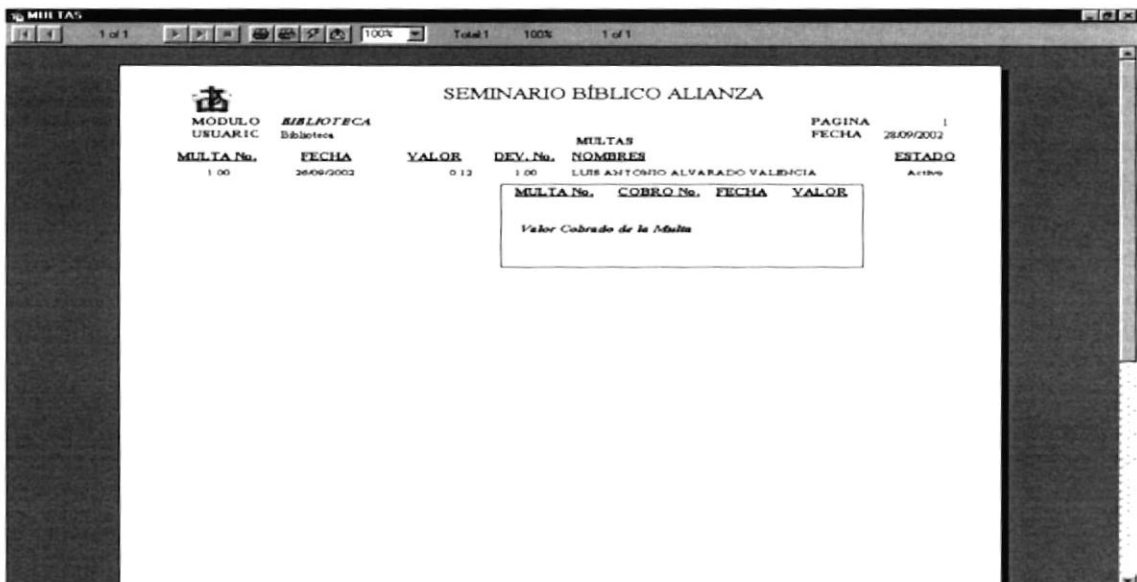 MULTAS
1 of 1 100% Total:1 100% 1 of 1
SEMINARIO BÍBLICO ALIANZA
MÓDULO BIBLIOTECA PAGINA 1
USUARIC Biblioteca FECHA 28/09/2002
MULTAS
MULTA No. FECHA VALOR DEV. No. NOMBRES ESTADO
1.00 26/09/2002 0.12 1.00 LUIS ANTONIO ALVARADO VALENCIA Activo
MULTA No. COBRO No. FECHA VALOR
Valor Cobrado de la Multa